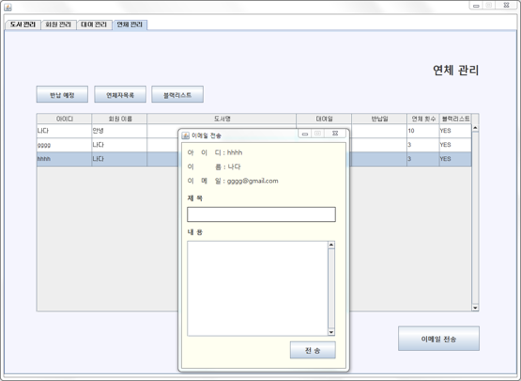 도서 관리 회원 관리 대여 관리 연체 관리
연체 관리
반납 예정 연체자목록 블랙리스트
아이디 회원 이름 도서명 대여일 반납일 연체 횟수 블랙리스트
나다 안녕 10 YES
gggg 나다 3 YES
hhhh 나다 3 YES
이메일 전송
아 이 디 : hhhh
이 름 : 나다
이 메 일 : gggg@gmail.com
제 목
내 용
전 송
이메일 전송